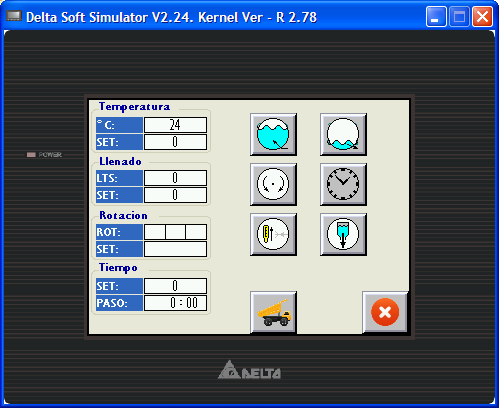 Delta Soft Simulator V2.24. Kernel Ver - R 2.78
Temperatura
° C: 24
SET: 0
Llenado
LTS: 0
SET: 0
POWER
Rotacion
ROT:
SET:
Tiempo
SET: 0
PASO: 0:00
DELTA